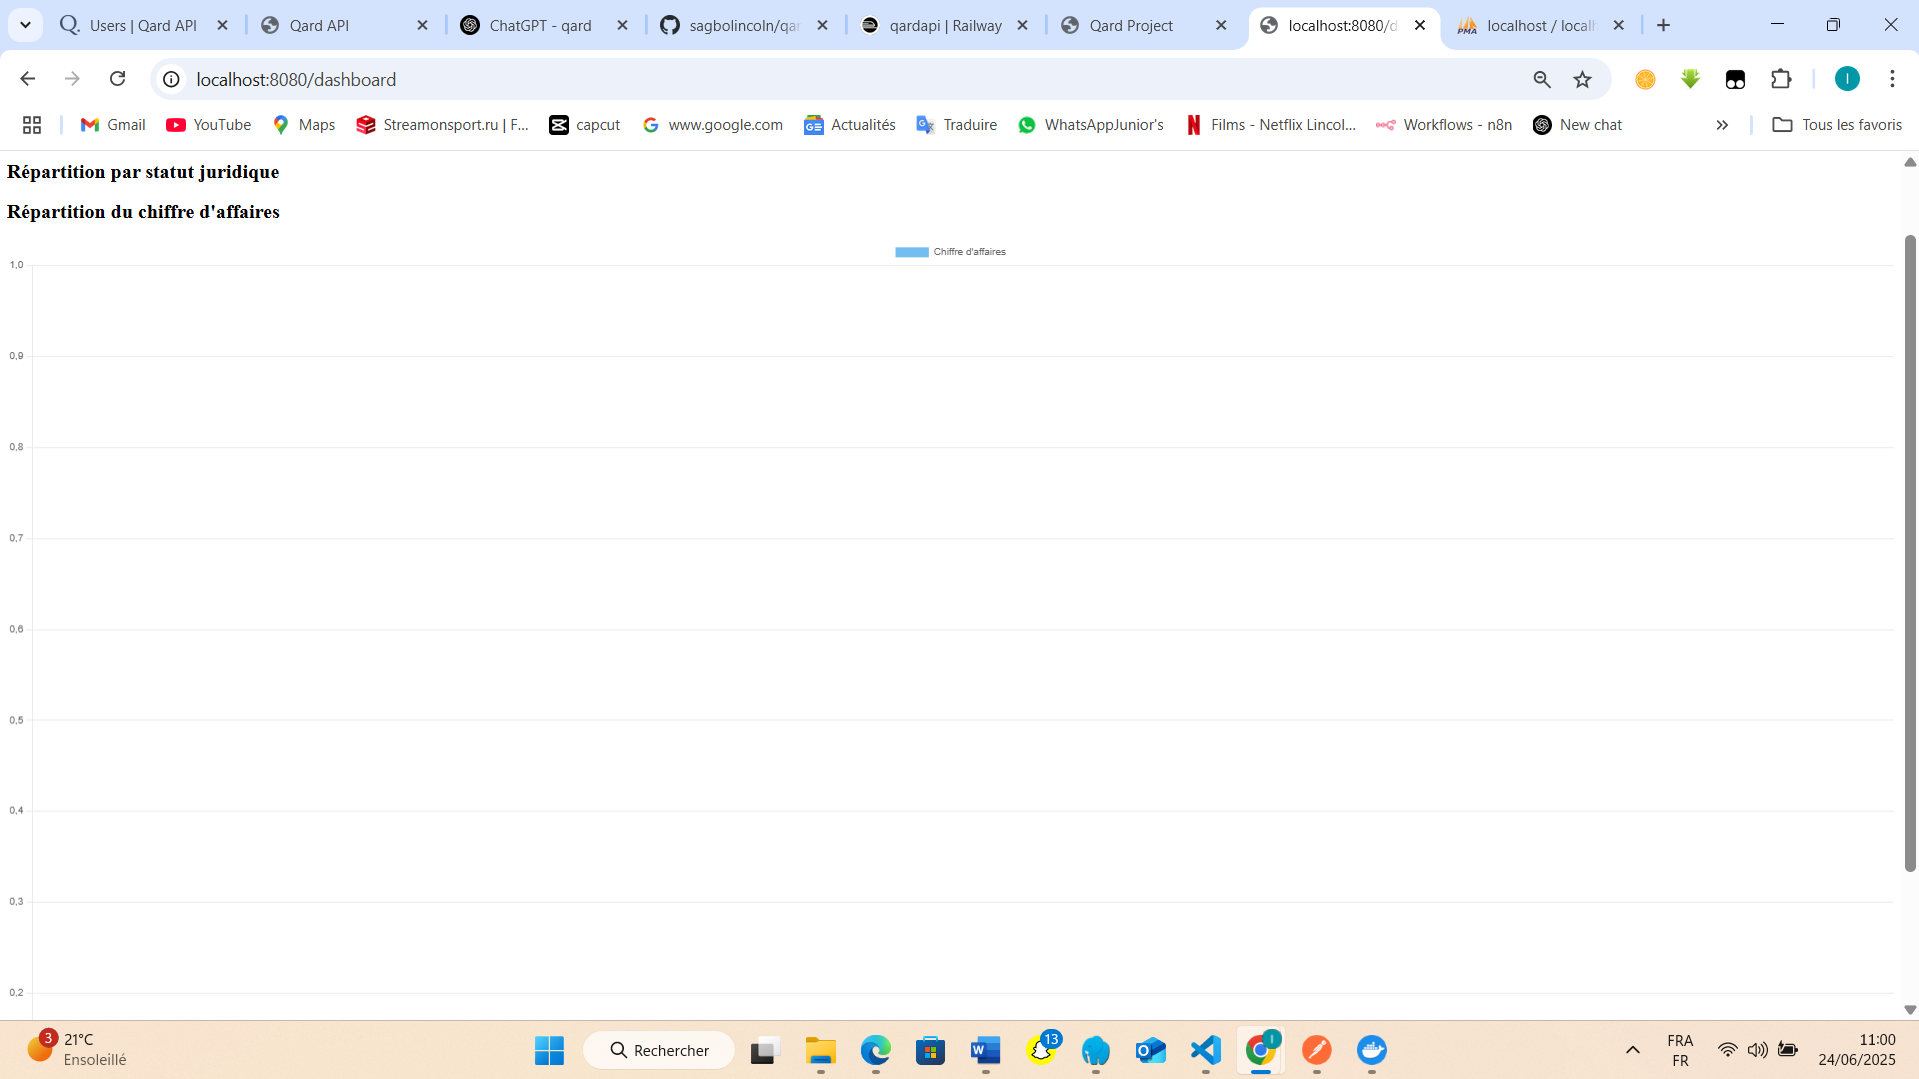 Users | Qard API
Qard API
ChatGPT - qard
sagbolincoln/qar
qardapi | Railway
Qard Project
localhost:8080/d
localhost / localh
localhost:8080/dashboard
I
Gmail
YouTube
Maps
Streamonsport.ru | F...
capcut
www.google.com
Actualités
Traduire
WhatsAppJunior's
Films - Netflix Lincol...
Workflows - n8n
New chat
Tous les favoris
Répartition par statut juridique
Répartition du chiffre d'affaires
Chiffre d'affaires
1,0
0,9
0,8
0,7
0,6
0,5
0,4
0,3
0,2
3
21°C
Ensoleillé
Rechercher
13
FRA
FR
11:00
24/06/2025